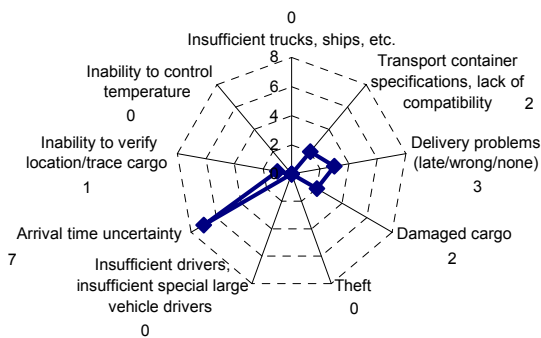 0
Insufficient trucks, ships, etc.
8
6
4
2
0
Transport container
specifications, lack of
compatibility 2
Delivery problems
(late/wrong/none)
3
Damaged cargo
2
Theft
0
Insufficient drivers,
insufficient special large
vehicle drivers
0
Arrival time uncertainty
7
Inability to verify
location/trace cargo
1
Inability to control
temperature
0